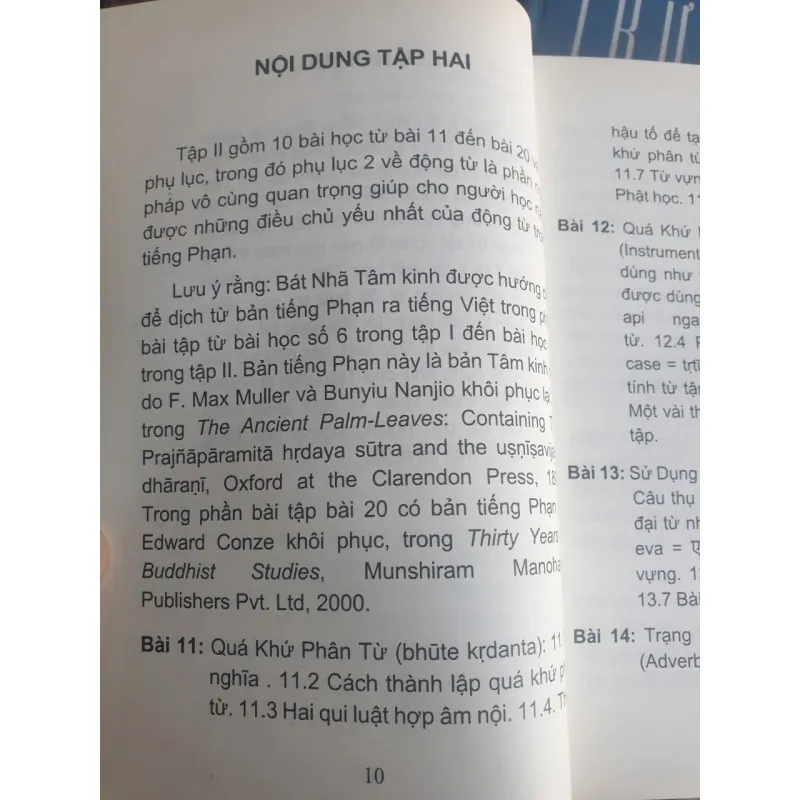 NỘI DUNG TẬP HAI
Tập II gồm 10 bài học từ bài 11 đến bài 20
phụ lục, trong đó phụ lục 2 về động từ là phần
pháp vô cùng quan trọng giúp cho người học
được những điều chủ yếu nhất của động từ
tiếng Phạn.
Lưu ý rằng: Bát Nhã Tâm kinh được hướng
để dịch từ bản tiếng Phạn ra tiếng Việt trong
bài tập từ bài học số 6 trong tập I đến bài học
trong tập II. Bản tiếng Phạn này là bản Tâm kinh
do F. Max Muller và Bunyiu Nanjio khôi phục
trong The Ancient Palm-Leaves: Containing
Prajñāpāramitā hṛdaya sūtra and the
dhāraṇī, Oxford at the Clarendon Press,
Trong phần bài tập bài 20 có bản tiếng Phạn
Edward Conze khôi phục, trong Thirty Years
Buddhist Studies, Munshiram
Publishers Pvt. Ltd, 2000.
Bài 11: Quá Khứ Phân Từ (bhūte kṛdanta):
nghĩa . 11.2 Cách thành lập quá khứ
từ. 11.3 Hai qui luật hợp âm nội. 11.4.
10
hậu tố để
khứ phân từ
11.7 Từ vựng
Phật học.
Bài 12: Quá Khứ
dùng như
được dùng
api
từ. 12.4
case =
tính từ
Một vài
tập.
Bài 13: Sử Dụng
Câu thụ
đại từ
eva =
vựng.
13.7 Bài
Bài 14: Trạng